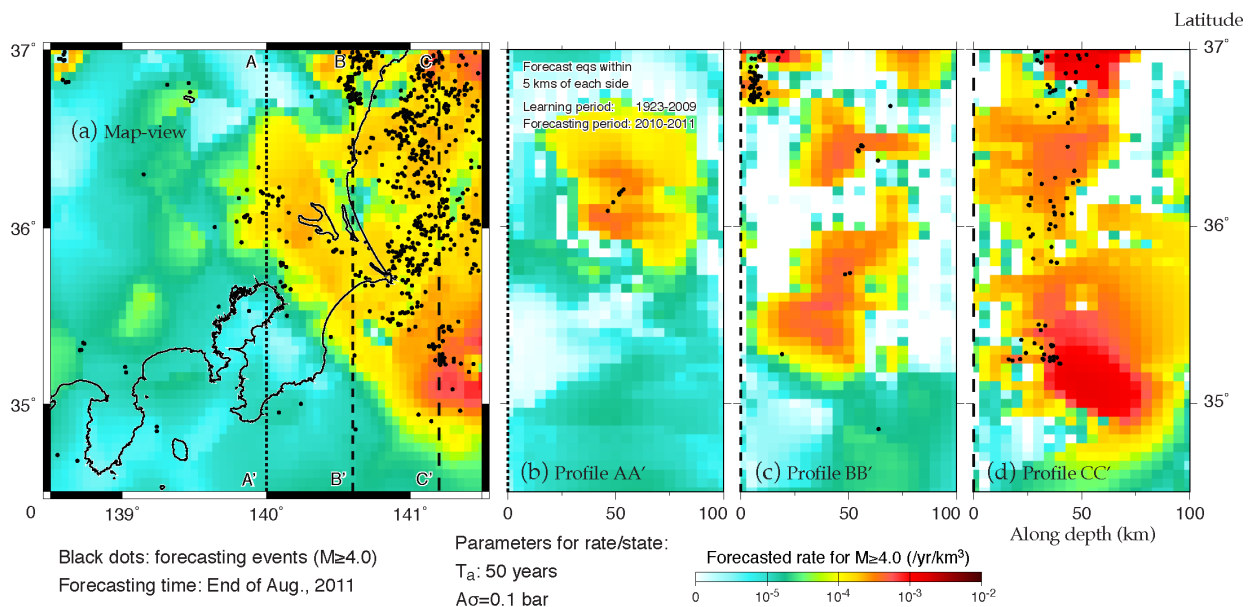 Latitude
37˚
36˚
35˚
0
139
140
141˚
A
B
C
A′
B′
C′
(a) Map-view
Forecast eqs within
5 kms of each side
Learning period: 1923-2009
Forecasting period: 2010-2011
(b) Profile AA′
0
50
100
(c) Profile BB′
0
50
100
37˚
36˚
35˚
(d) Profile CC′
0
50
100
Along depth (km)
Black dots: forecasting events (M≥4.0)
Forecasting time: End of Aug., 2011
Parameters for rate/state:
Ta: 50 years
Aσ=0.1 bar
Forecasted rate for M≥4.0 (/yr/km³)
0 10⁻⁵ 10⁻⁴ 10⁻³ 10⁻²